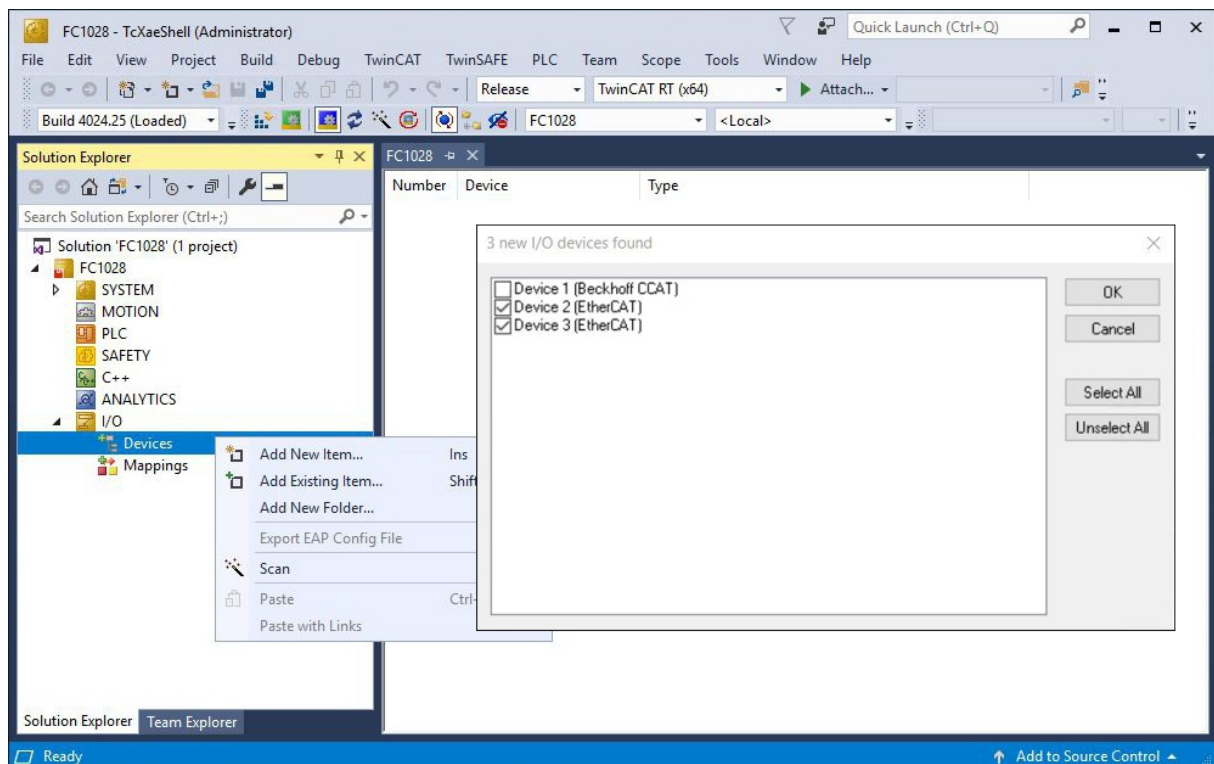 FC1028 - TcXaeShell (Administrator)
Quick Launch (Ctrl+Q)
File Edit View Project Build Debug TwinCAT TwinSAFE PLC Team Scope Tools Window Help
Release TwinCAT RT (x64) Attach...
Build 4024.25 (Loaded) FC1028 <Local>
Solution Explorer
FC1028
Number Device Type
Search Solution Explorer (Ctrl+;)
Solution 'FC1028' (1 project)
FC1028
SYSTEM
MOTION
PLC
SAFETY
C++
ANALYTICS
I/O
Devices
Mappings
Add New Item... Ins
Add Existing Item... Shift
Add New Folder...
Export EAP Config File
Scan
Paste Ctrl-
Paste with Links
3 new I/O devices found
Device 1 (Beckhoff CCAT)
Device 2 (EtherCAT)
Device 3 (EtherCAT)
OK
Cancel
Select All
Unselect All
Solution Explorer Team Explorer
Ready Add to Source Control